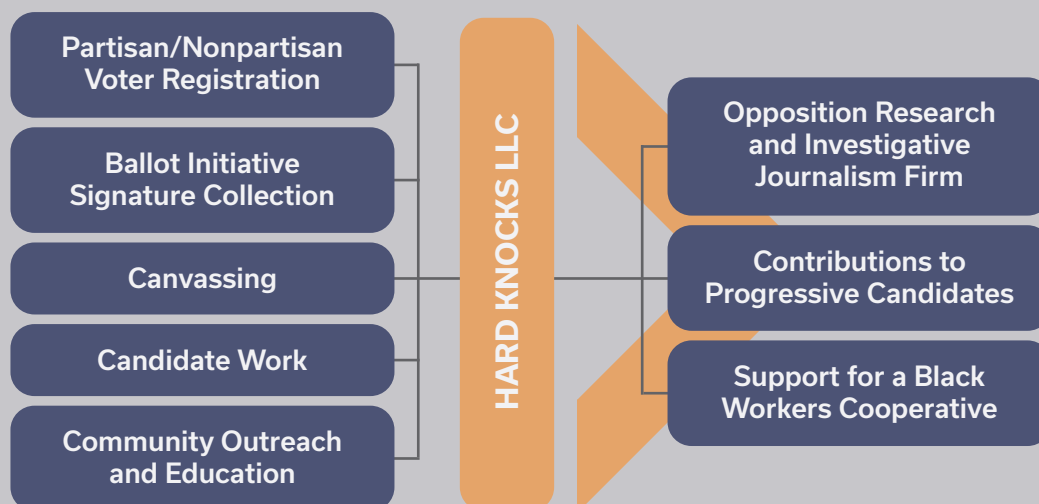 Partisan/Nonpartisan
Voter Registration
Ballot Initiative
Signature Collection
Canvassing
Candidate Work
Community Outreach
and Education
HARD KNOCKS LLC
Opposition Research
and Investigative
Journalism Firm
Contributions to
Progressive Candidates
Support for a Black
Workers Cooperative